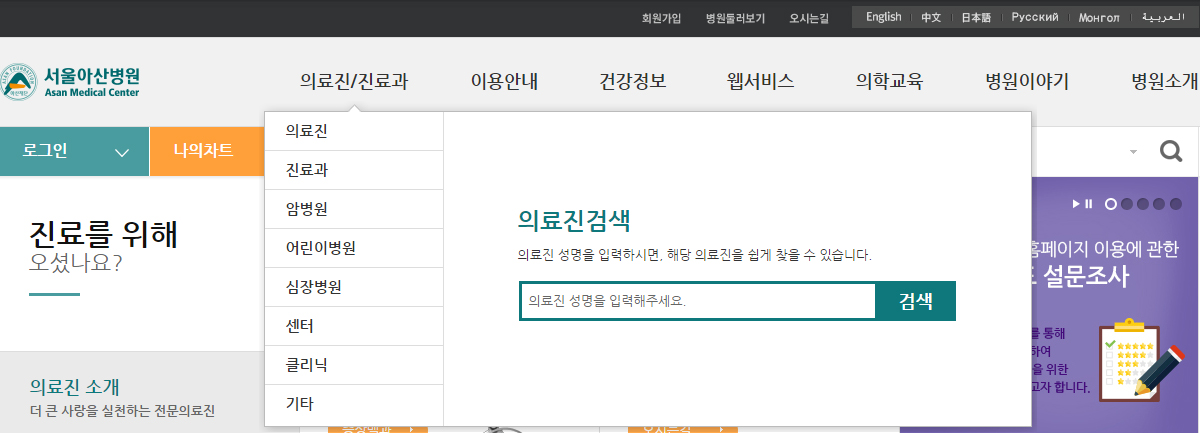 회원가입 병원둘러보기 오시는길 English 中文 日本語 Русский Монгол العربية
서울아산병원
Asan Medical Center
의료진/진료과 이용안내 건강정보 웹서비스 의학교육 병원이야기 병원소개
로그인 나의차트
의료진
진료과
암병원
어린이병원
심장병원
센터
클리닉
기타
의료진검색
의료진 성명을 입력하시면, 해당 의료진을 쉽게 찾을 수 있습니다.
의료진 성명을 입력해주세요.
검색
진료를 위해
오셨나요?
의료진 소개
더 큰 사랑을 실천하는 전문의료진
홈페이지 이용에 관한
설문조사
를 통해
하여
을 위한
고자 합니다.